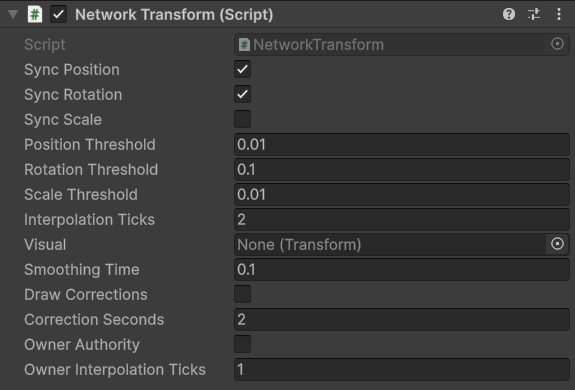 Network Transform (Script)
Script NetworkTransform
Sync Position
Sync Rotation
Sync Scale
Position Threshold 0.01
Rotation Threshold 0.1
Scale Threshold 0.01
Interpolation Ticks 2
Visual None (Transform)
Smoothing Time 0.1
Draw Corrections
Correction Seconds 2
Owner Authority
Owner Interpolation Ticks 1